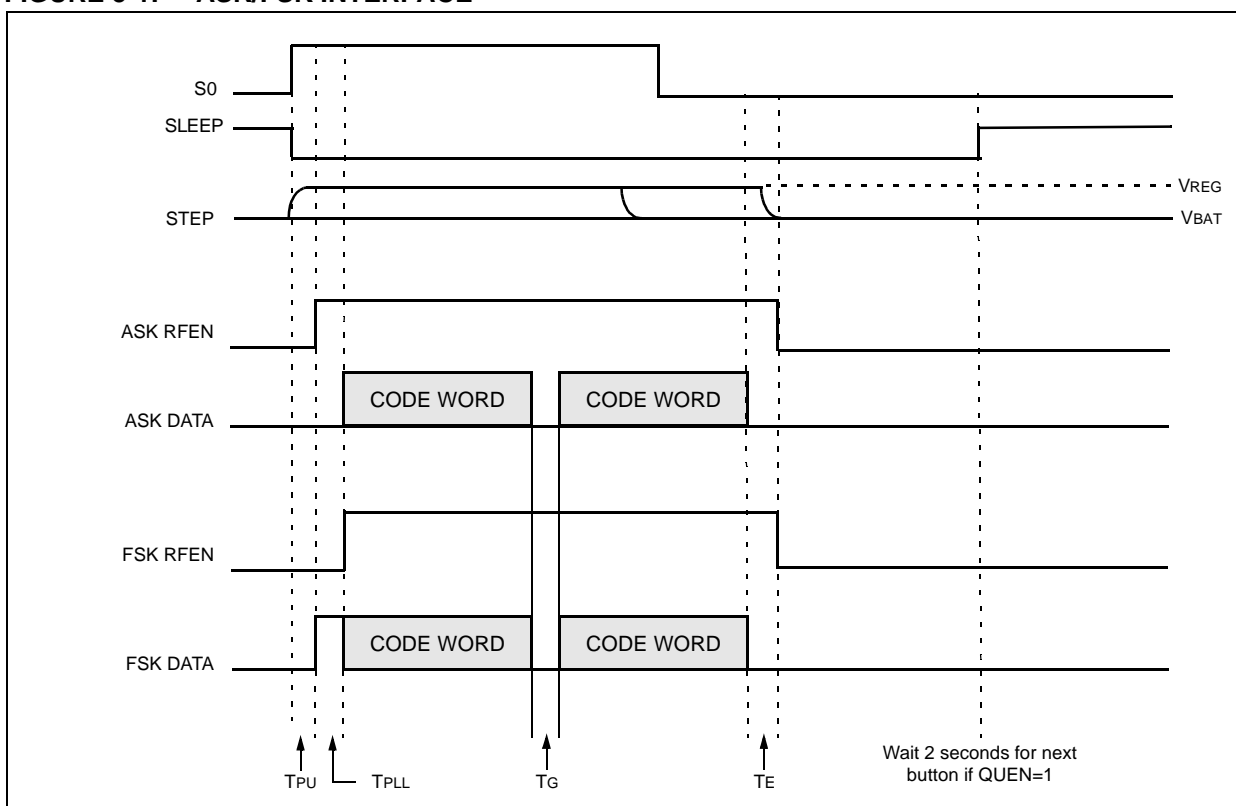 S0
SLEEP
VREG
STEP
VBAT
ASK RFEN
CODE WORD CODE WORD
ASK DATA
FSK RFEN
CODE WORD CODE WORD
FSK DATA
TPU TPLL TG TE
Wait 2 seconds for next
button if QUEN=1